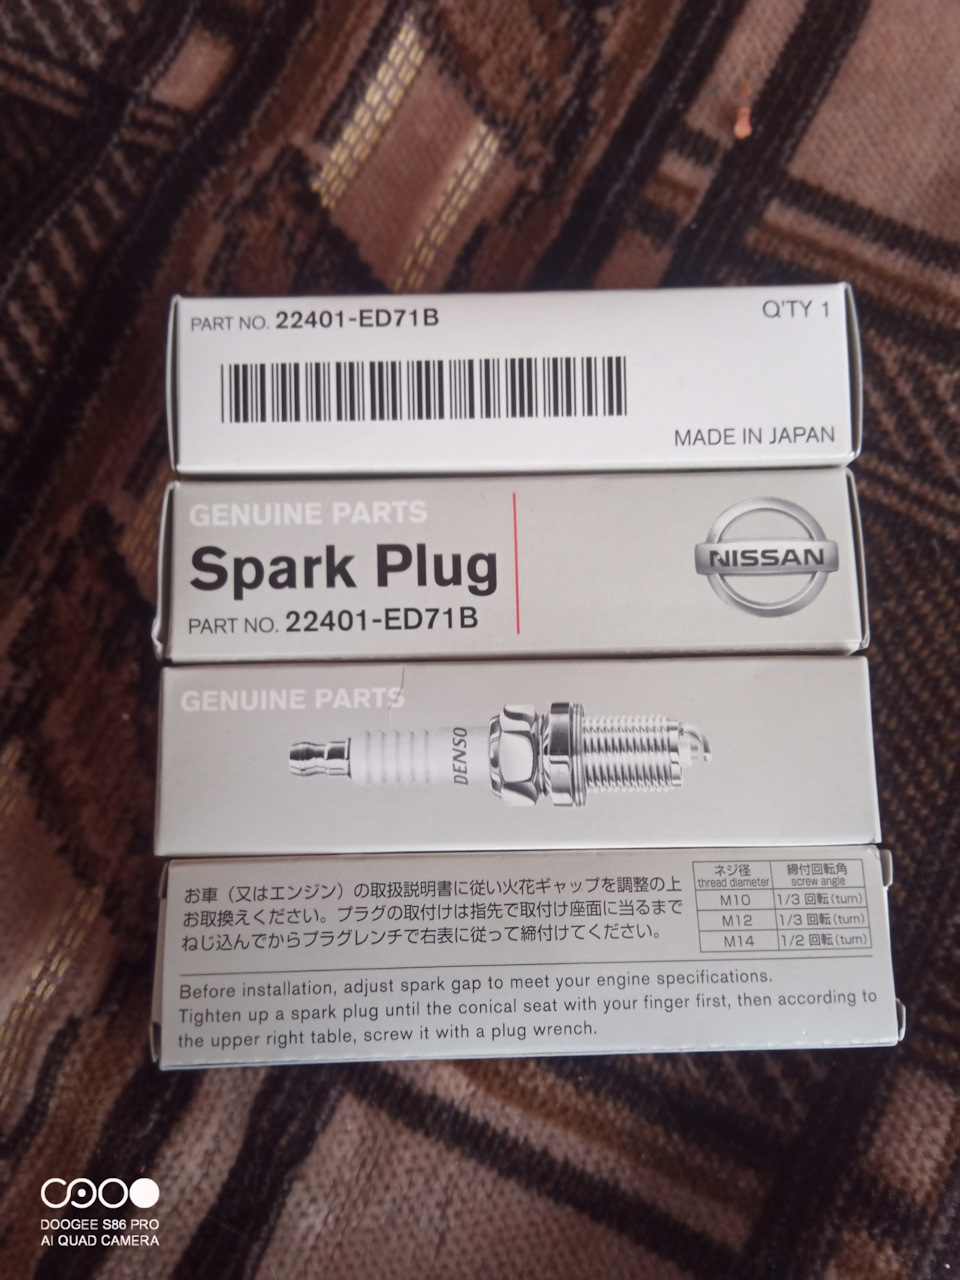 PART NO. 22401-ED71B
Q'TY 1
MADE IN JAPAN
GENUINE PARTS
Spark Plug
PART NO. 22401-ED71B
NISSAN
GENUINE PARTS
DENSO
お車（又はエンジン）の取扱説明書に従い火花ギャップを調整の上
お取換えください。プラグの取付けは指先で取付け座面に当るまで
ねじ込んでからプラグレンチで右表に従って締付けてください。
ネジ径 締付回転角
thread diameter screw angle
M10 1/3 回転(turn)
M12 1/3 回転(turn)
M14 1/2 回転(turn)
Before installation, adjust spark gap to meet your engine specifications.
Tighten up a spark plug until the conical seat with your finger first, then according to
the upper right table, screw it with a plug wrench.
DOOGEE S86 PRO
AI QUAD CAMERA